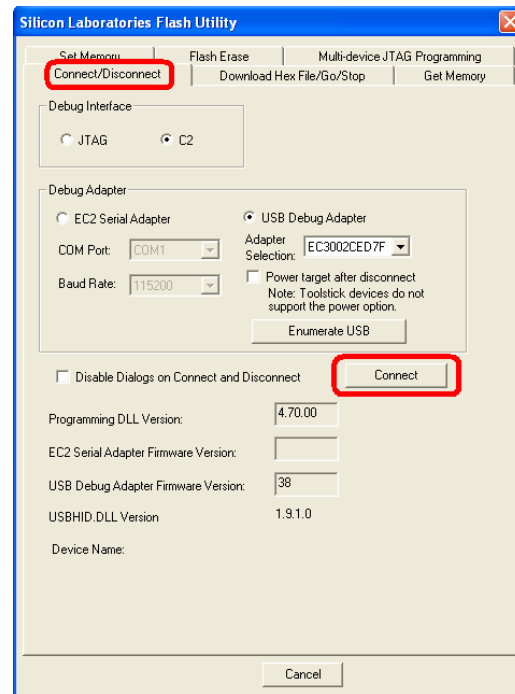 Silicon Laboratories Flash Utility
Set Memory Flash Erase Multi-device JTAG Programming
Connect/Disconnect Download Hex File/Go/Stop Get Memory
Debug Interface
JTAG C2
Debug Adapter
EC2 Serial Adapter USB Debug Adapter
COM Port: COM1 Adapter Selection: EC3002CED7F
Baud Rate: 115200 Power target after disconnect
Note: Toolstick devices do not
support the power option.
Enumerate USB
Disable Dialogs on Connect and Disconnect Connect
Programming DLL Version: 4.70.00
EC2 Serial Adapter Firmware Version:
USB Debug Adapter Firmware Version: 38
USBHID.DLL Version 1.9.1.0
Device Name:
Cancel